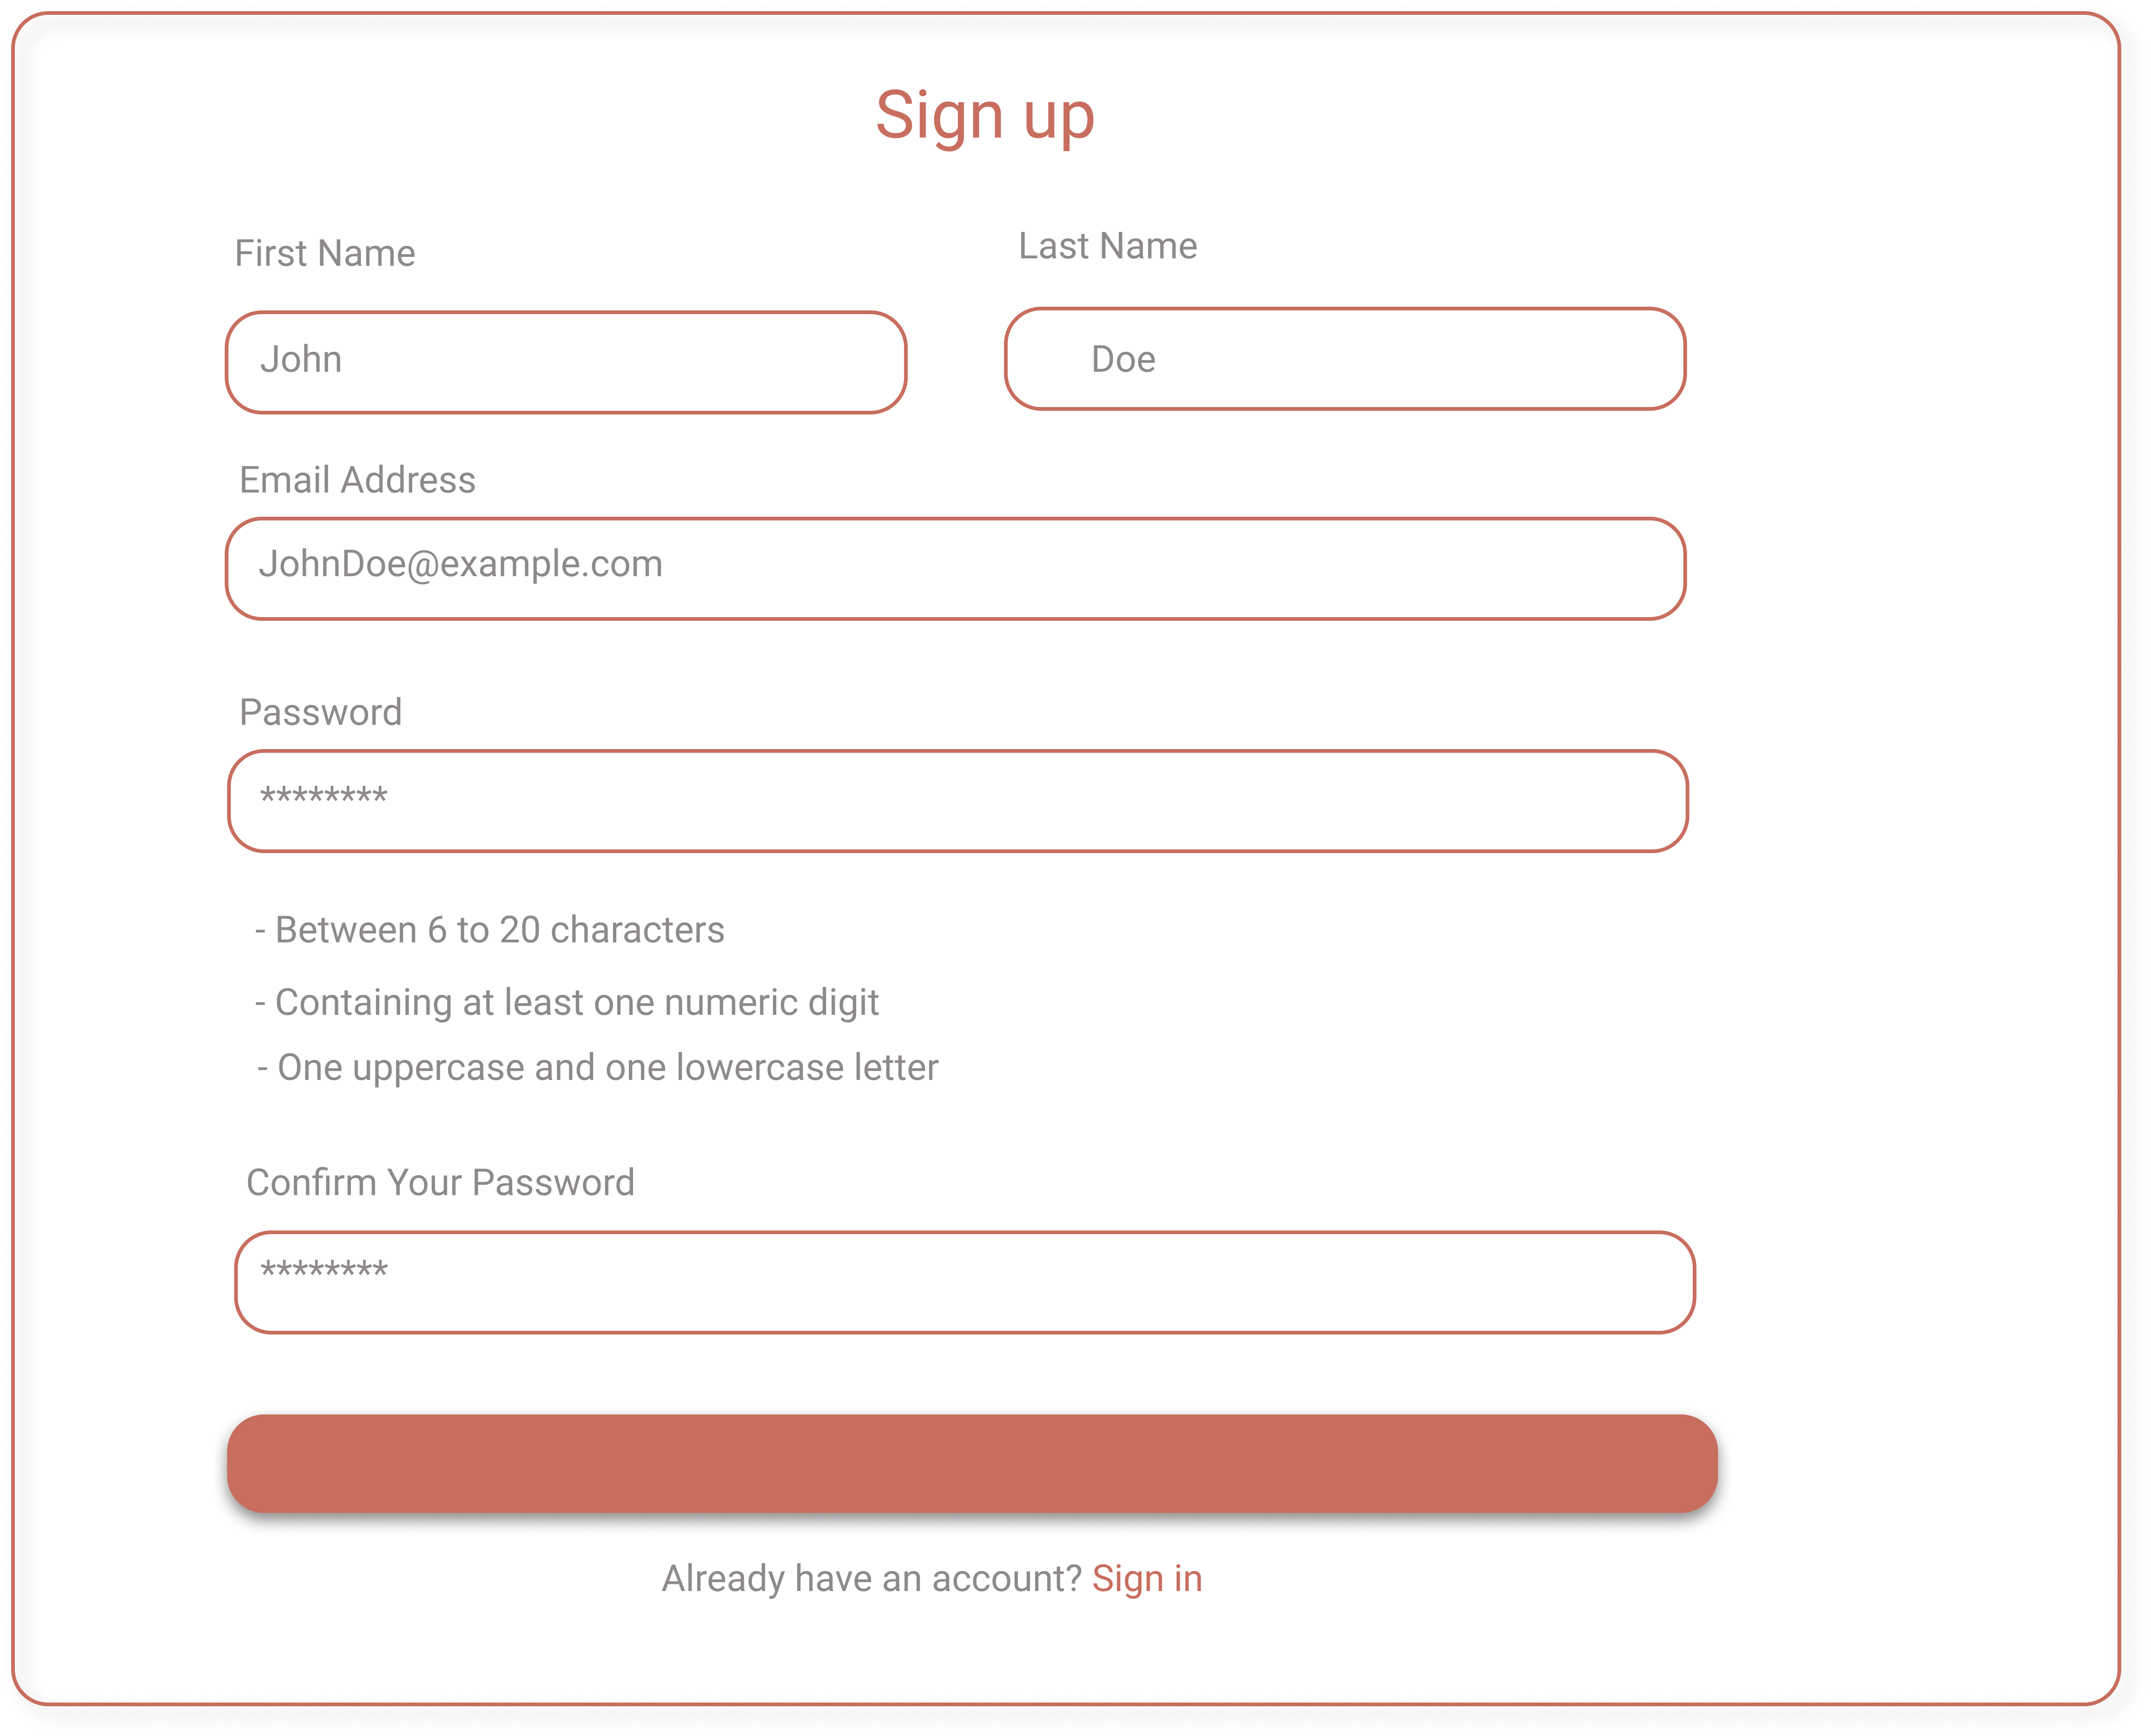 Sign up
First Name
Last Name
John
Doe
Email Address
JohnDoe@example.com
Password
********
- Between 6 to 20 characters
- Containing at least one numeric digit
- One uppercase and one lowercase letter
Confirm Your Password
********
Already have an account? Sign in